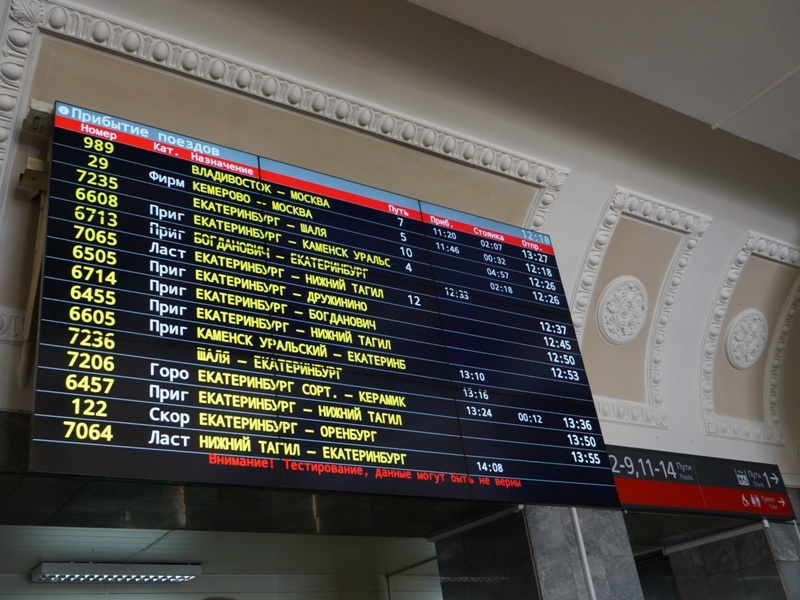 Прибытие поездов 12:10
Номер Кат. Назначение Путь Приб. Стоянка Отпр.
989 ВЛАДИВОСТОК – МОСКВА 7 11:20 02:07 13:27
29 Фирм КЕМЕРОВО -- МОСКВА 5 11:46 00:32 12:18
7235 ЕКАТЕРИНБУРГ – ШАЛЯ 10 04:57 12:26
6608 Приг ЕКАТЕРИНБУРГ – КАМЕНСК УРАЛЬС 4 02:18 12:26
6713 Приг БОГДАНОВИЧ – ЕКАТЕРИНБУРГ 12 12:33
7065 Ласт ЕКАТЕРИНБУРГ – НИЖНИЙ ТАГИЛ 12:37
6505 Приг ЕКАТЕРИНБУРГ – ДРУЖИНИНО 12:45
6714 Приг ЕКАТЕРИНБУРГ – БОГДАНОВИЧ 12:50
6455 Приг ЕКАТЕРИНБУРГ – НИЖНИЙ ТАГИЛ 12:53
6605 Приг КАМЕНСК УРАЛЬСКИЙ – ЕКАТЕРИНБ 13:10
7236 ШАЛЯ – ЕКАТЕРИНБУРГ 13:16
7206 Горо ЕКАТЕРИНБУРГ СОРТ. – КЕРАМИК 13:24 00:12 13:36
6457 Приг ЕКАТЕРИНБУРГ – НИЖНИЙ ТАГИЛ 13:50
122 Скор ЕКАТЕРИНБУРГ – ОРЕНБУРГ 13:55
7064 Ласт НИЖНИЙ ТАГИЛ – ЕКАТЕРИНБУРГ 14:08
Внимание! Тестирование, данные могут быть не верны
2-9,11-14 Пути
Tracks
Путь 1→
Track
Туалет